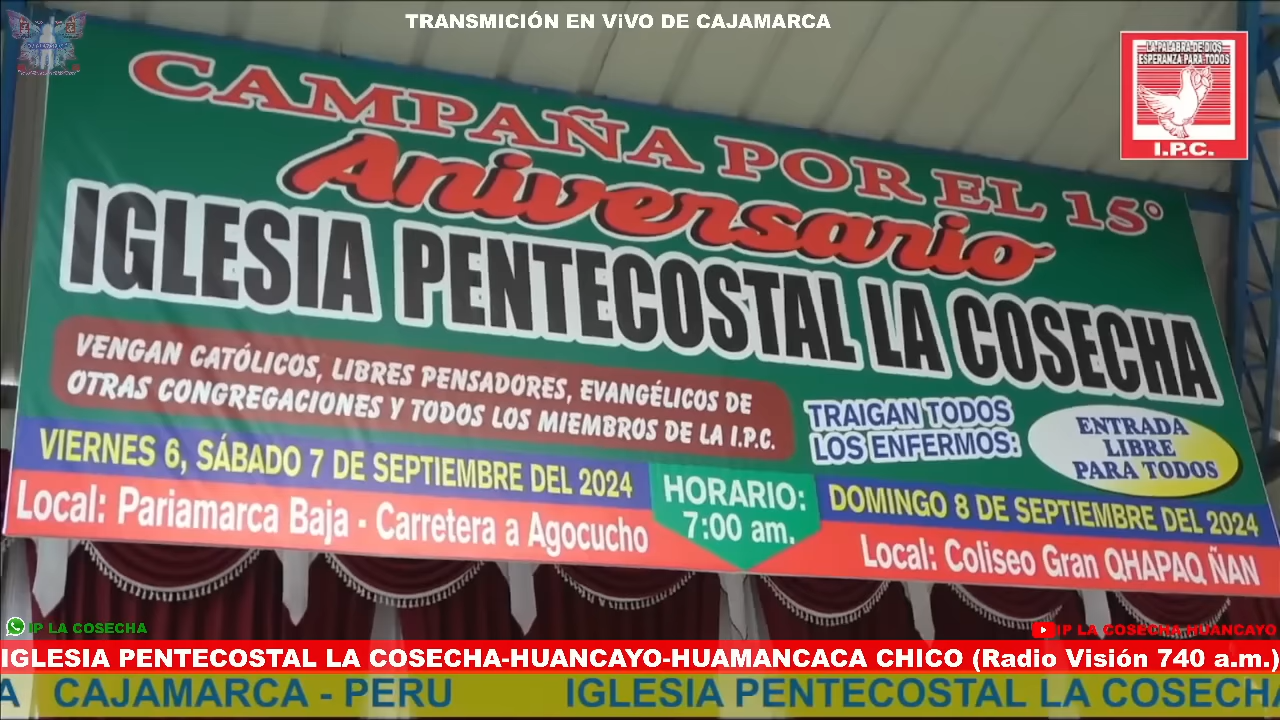 TRANSMICIÓN EN ViVO DE CAJAMARCA
LA PALABRA DE DIOS
ESPERANZA PARA TODOS
I.P.C.
CAMPAÑA POR EL 15°
Aniversario
IGLESIA PENTECOSTAL LA COSECHA
VENGAN CATÓLICOS, LIBRES PENSADORES, EVANGÉLICOS DE
OTRAS CONGREGACIONES Y TODOS LOS MIEMBROS DE LA I.P.C.
TRAIGAN TODOS
LOS ENFERMOS:
ENTRADA
LIBRE
PARA TODOS
VIERNES 6, SÁBADO 7 DE SEPTIEMBRE DEL 2024
Local: Pariamarca Baja - Carretera a Agocucho
HORARIO:
7:00 am.
DOMINGO 8 DE SEPTIEMBRE DEL 2024
Local: Coliseo Gran QHAPAQ ÑAN
IP LA COSECHA
IP LA COSECHA HUANCAYO
IGLESIA PENTECOSTAL LA COSECHA-HUANCAYO-HUAMANCACA CHICO (Radio Visión 740 a.m.)
A CAJAMARCA - PERU IGLESIA PENTECOSTAL LA COSECHA